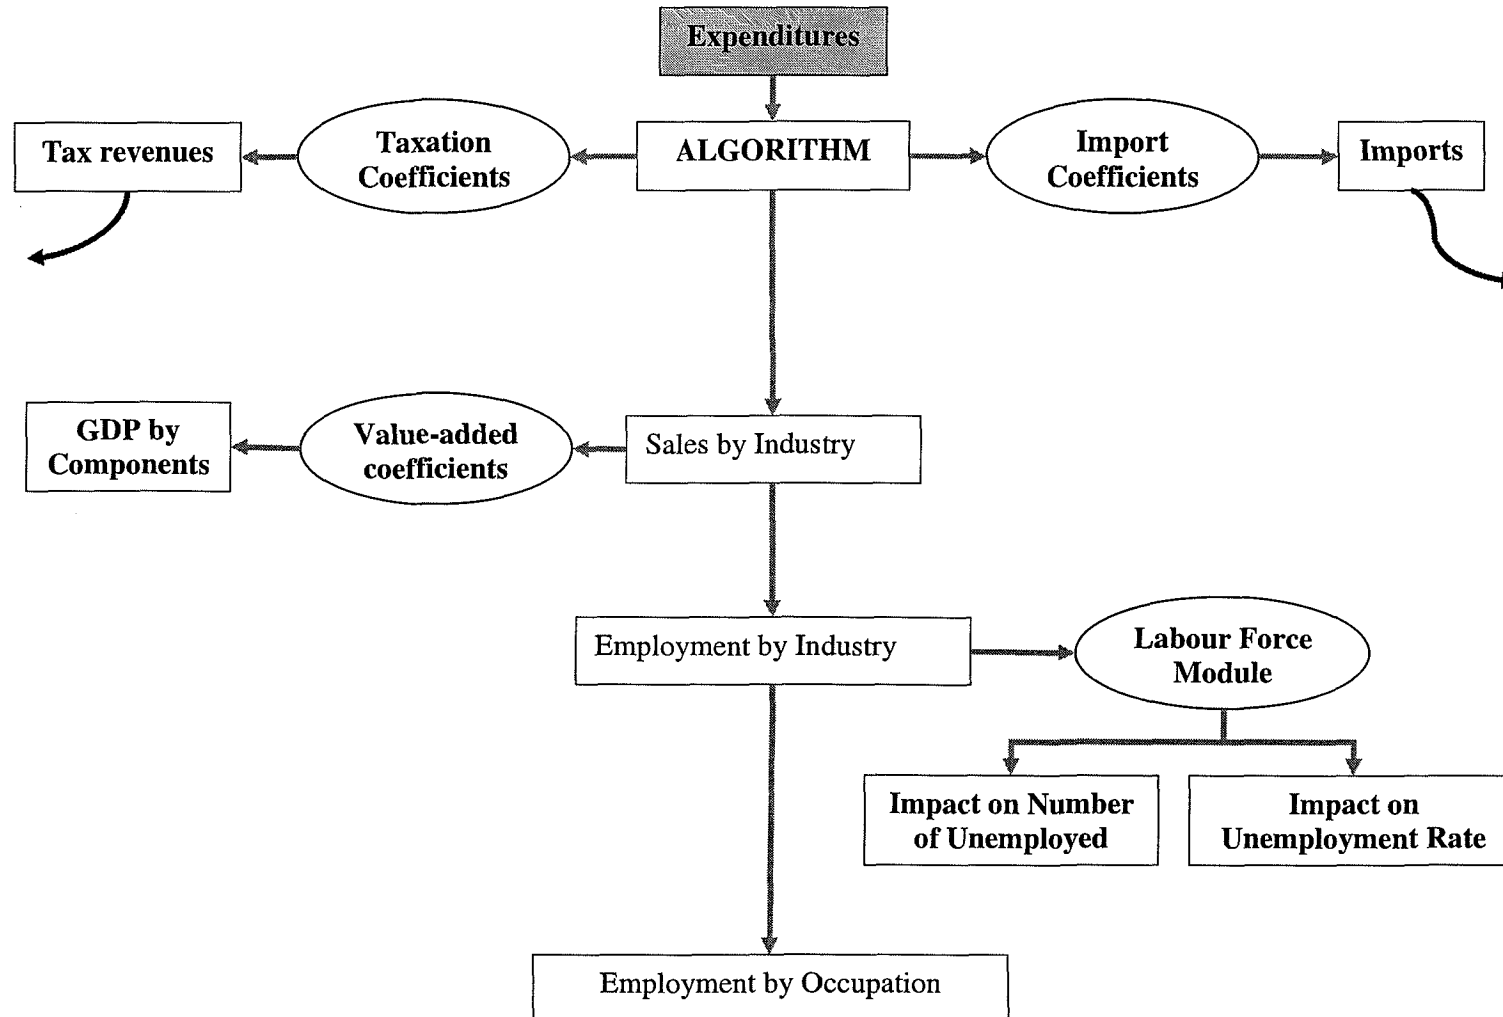 Expenditures
Tax revenues
Taxation
Coefficients
ALGORITHM
Import
Coefficients
Imports
GDP by
Components
Value-added
coefficients
Sales by Industry
Employment by Industry
Labour Force
Module
Impact on Number
of Unemployed
Impact on
Unemployment Rate
Employment by Occupation